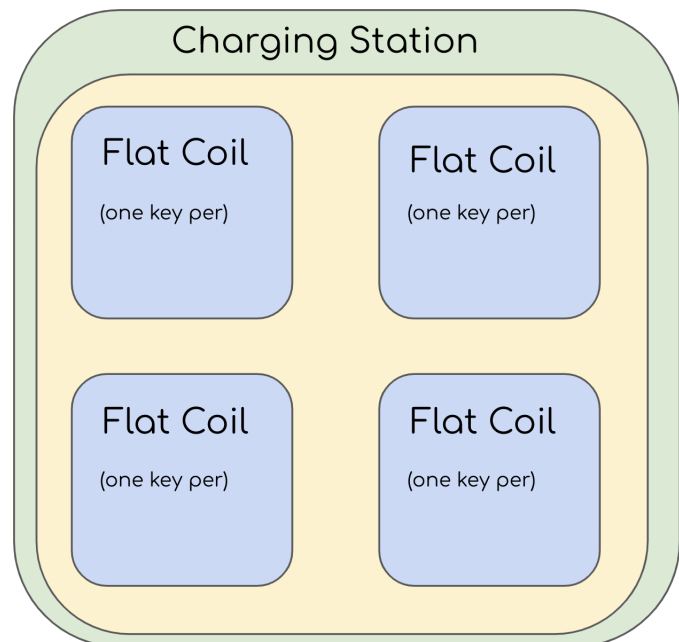 Charging Station
Flat Coil
(one key per)
Flat Coil
(one key per)
Flat Coil
(one key per)
Flat Coil
(one key per)